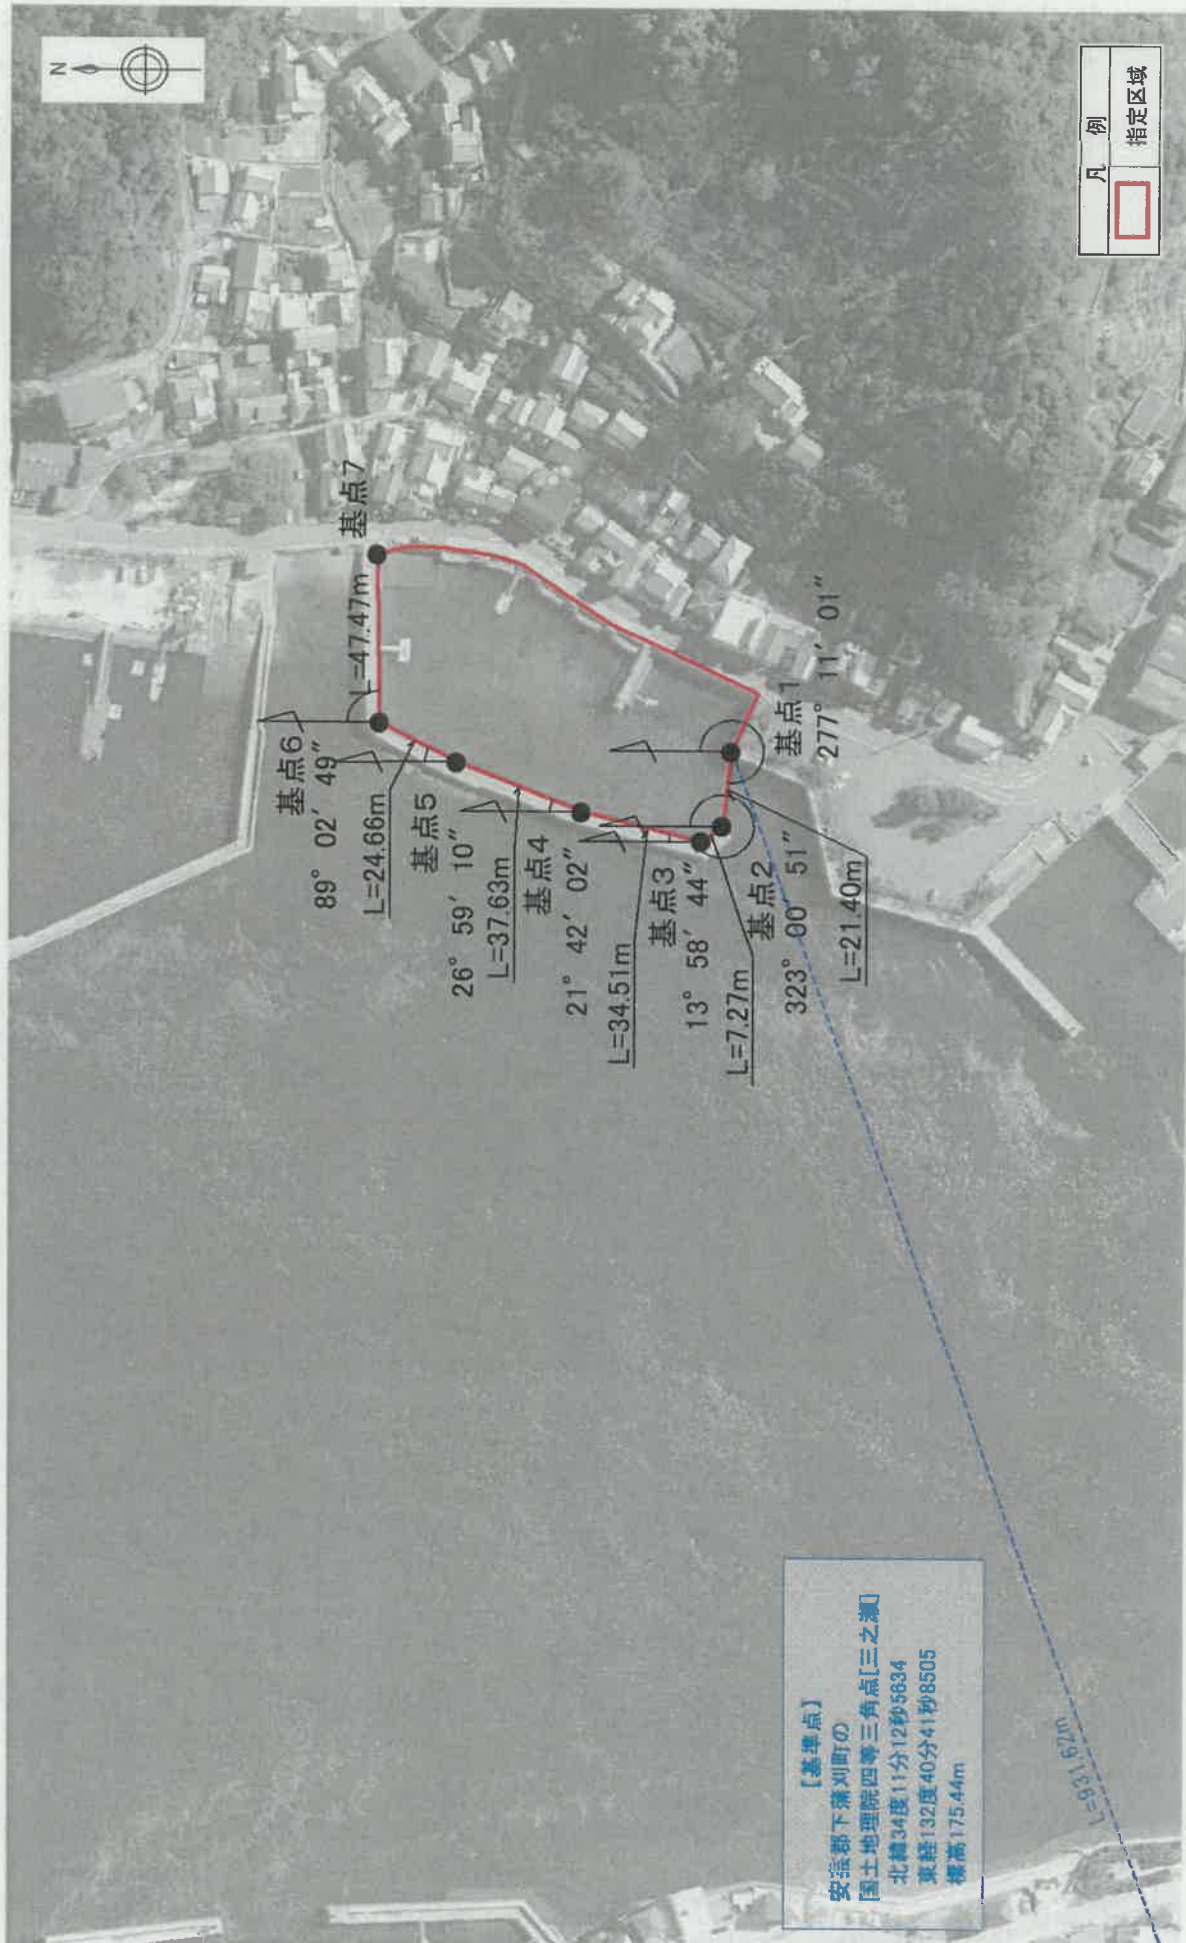 N
凡 例
指定区域
基点7
L=47.47m
基点6
89° 02′ 49″
L=24.66m
基点5
26° 59′ 10″
L=37.63m
基点4
21° 42′ 02″
L=34.51m
基点3
13° 58′ 44″
L=7.27m
基点2
323° 00′ 51″
L=21.40m
基点1
277° 11′ 01″
L=931.62m
【基準点】
安芸郡下蒲刈町の
[国土地理院四等三角点[三之瀬]
北緯34度11分12秒5634
東経132度40分41秒8505
標高175.44m